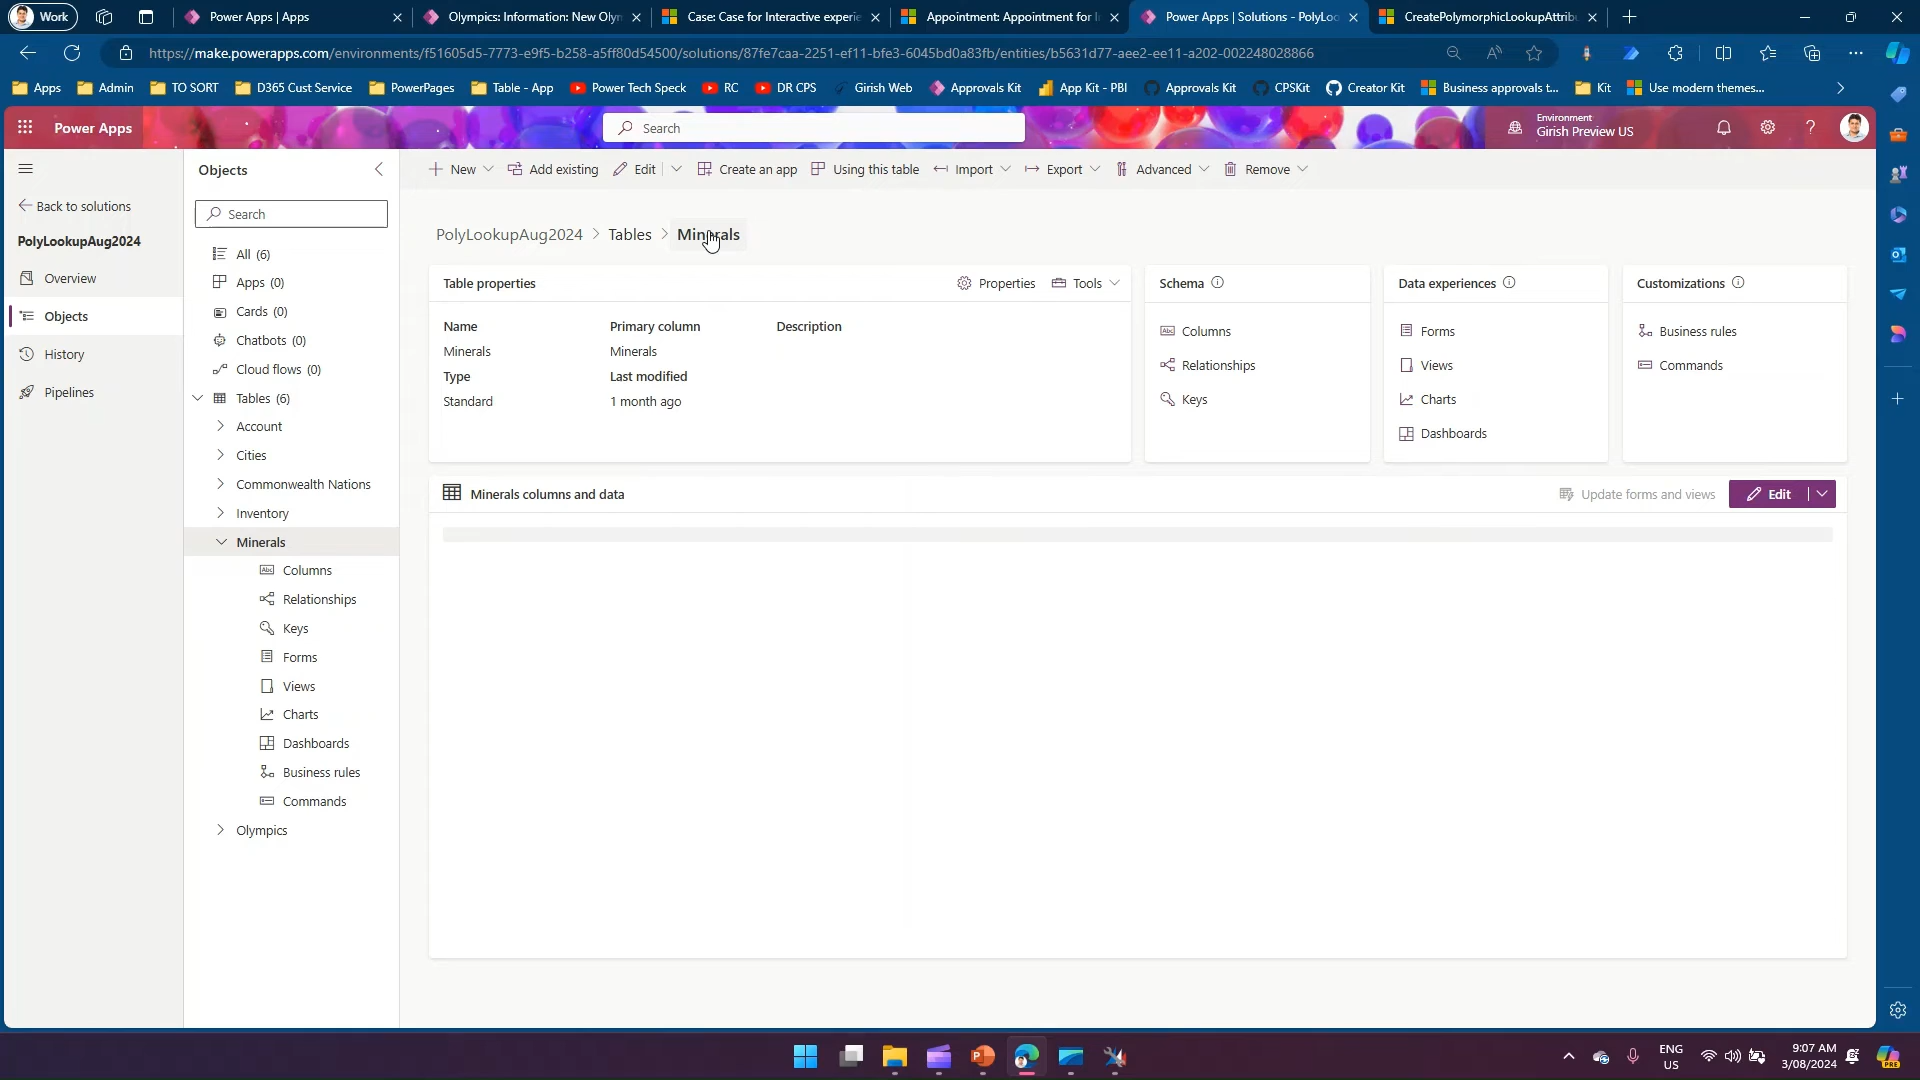 Work
Power Apps | Apps
Olympics: Information: New Olyn
Case: Case for Interactive experie
Appointment: Appointment for I
Power Apps | Solutions - PolyLoo
CreatePolymorphicLookupAttrib
https://make.powerapps.com/environments/f51605d5-7773-e9f5-b258-a5ff80d54500/solutions/87fe7caa-2251-ef11-bfe3-6045bd0a83fb/entities/b5631d77-aee2-ee11-a202-002248028866
Apps
Admin
TO SORT
D365 Cust Service
PowerPages
Table - App
Power Tech Speck
RC
DR CPS
Girish Web
Approvals Kit
App Kit - PBI
Approvals Kit
CPSKit
Creator Kit
Business approvals t...
Kit
Use modern themes...
Power Apps
Search
Environment
Girish Preview US
Back to solutions
PolyLookupAug2024
Overview
Objects
History
Pipelines
Objects
Search
All (6)
Apps (0)
Cards (0)
Chatbots (0)
Cloud flows (0)
Tables (6)
Account
Cities
Commonwealth Nations
Inventory
Minerals
Columns
Relationships
Keys
Forms
Views
Charts
Dashboards
Business rules
Commands
Olympics
New
Add existing
Edit
Create an app
Using this table
Import
Export
Advanced
Remove
PolyLookupAug2024 > Tables > Minerals
Table properties
Properties
Tools
Name
Primary column
Description
Minerals
Minerals
Type
Last modified
Standard
1 month ago
Schema
Columns
Relationships
Keys
Data experiences
Forms
Views
Charts
Dashboards
Customizations
Business rules
Commands
Minerals columns and data
Update forms and views
Edit
ENG
US
9:07 AM
3/08/2024
PRE